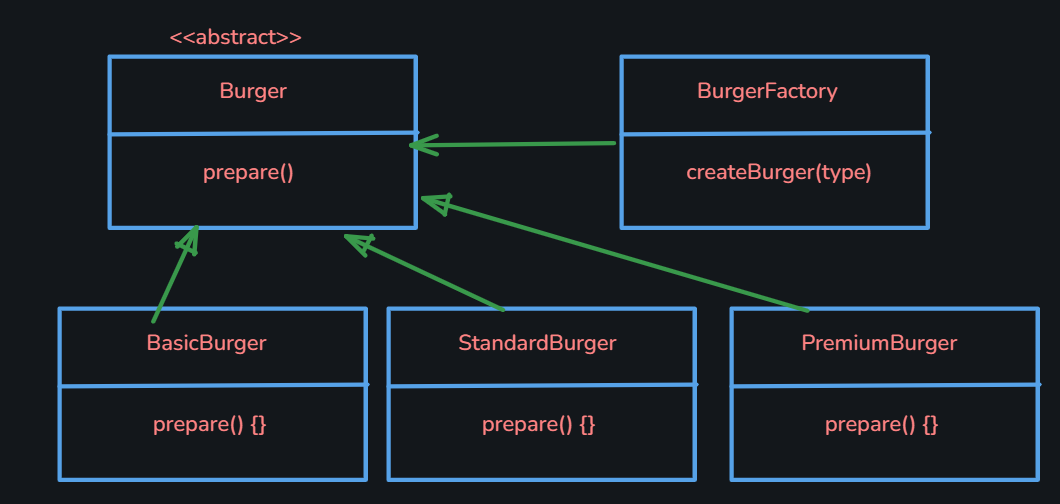 <<abstract>>
Burger
prepare()
BurgerFactory
createBurger(type)
BasicBurger
prepare() {}
StandardBurger
prepare() {}
PremiumBurger
prepare() {}